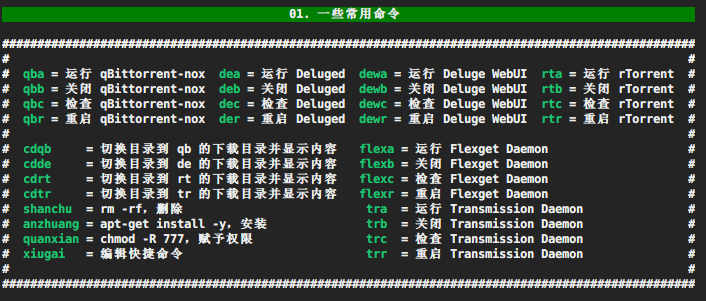 01. 一些常用命令
###################################################################################################
#                                                                                                 #
#  qba = 运行 qBittorrent-nox  dea = 运行 Deluged  dewa = 运行 Deluge WebUI  rta = 运行 rTorrent  #
#  qbb = 关闭 qBittorrent-nox  deb = 关闭 Deluged  dewb = 关闭 Deluge WebUI  rtb = 关闭 rTorrent  #
#  qbc = 检查 qBittorrent-nox  dec = 检查 Deluged  dewc = 检查 Deluge WebUI  rtc = 检查 rTorrent  #
#  qbr = 重启 qBittorrent-nox  der = 重启 Deluged  dewr = 重启 Deluge WebUI  rtr = 重启 rTorrent  #
#                                                                                                 #
#  cdqb     = 切换目录到 qb 的下载目录并显示内容   flexa = 运行 Flexget Daemon                    #
#  cdde     = 切换目录到 de 的下载目录并显示内容   flexb = 关闭 Flexget Daemon                    #
#  cdrt     = 切换目录到 rt 的下载目录并显示内容   flexc = 检查 Flexget Daemon                    #
#  cdtr     = 切换目录到 tr 的下载目录并显示内容   flexr = 重启 Flexget Daemon                    #
#  shanchu  = rm -rf，删除                          tra  = 运行 Transmission Daemon               #
#  anzhuang = apt-get install -y，安装              trb  = 关闭 Transmission Daemon               #
#  quanxian = chmod -R 777，赋予权限                trc  = 检查 Transmission Daemon               #
#  xiugai   = 编辑快捷命令                          trr  = 重启 Transmission Daemon               #
#                                                                                                 #
###################################################################################################